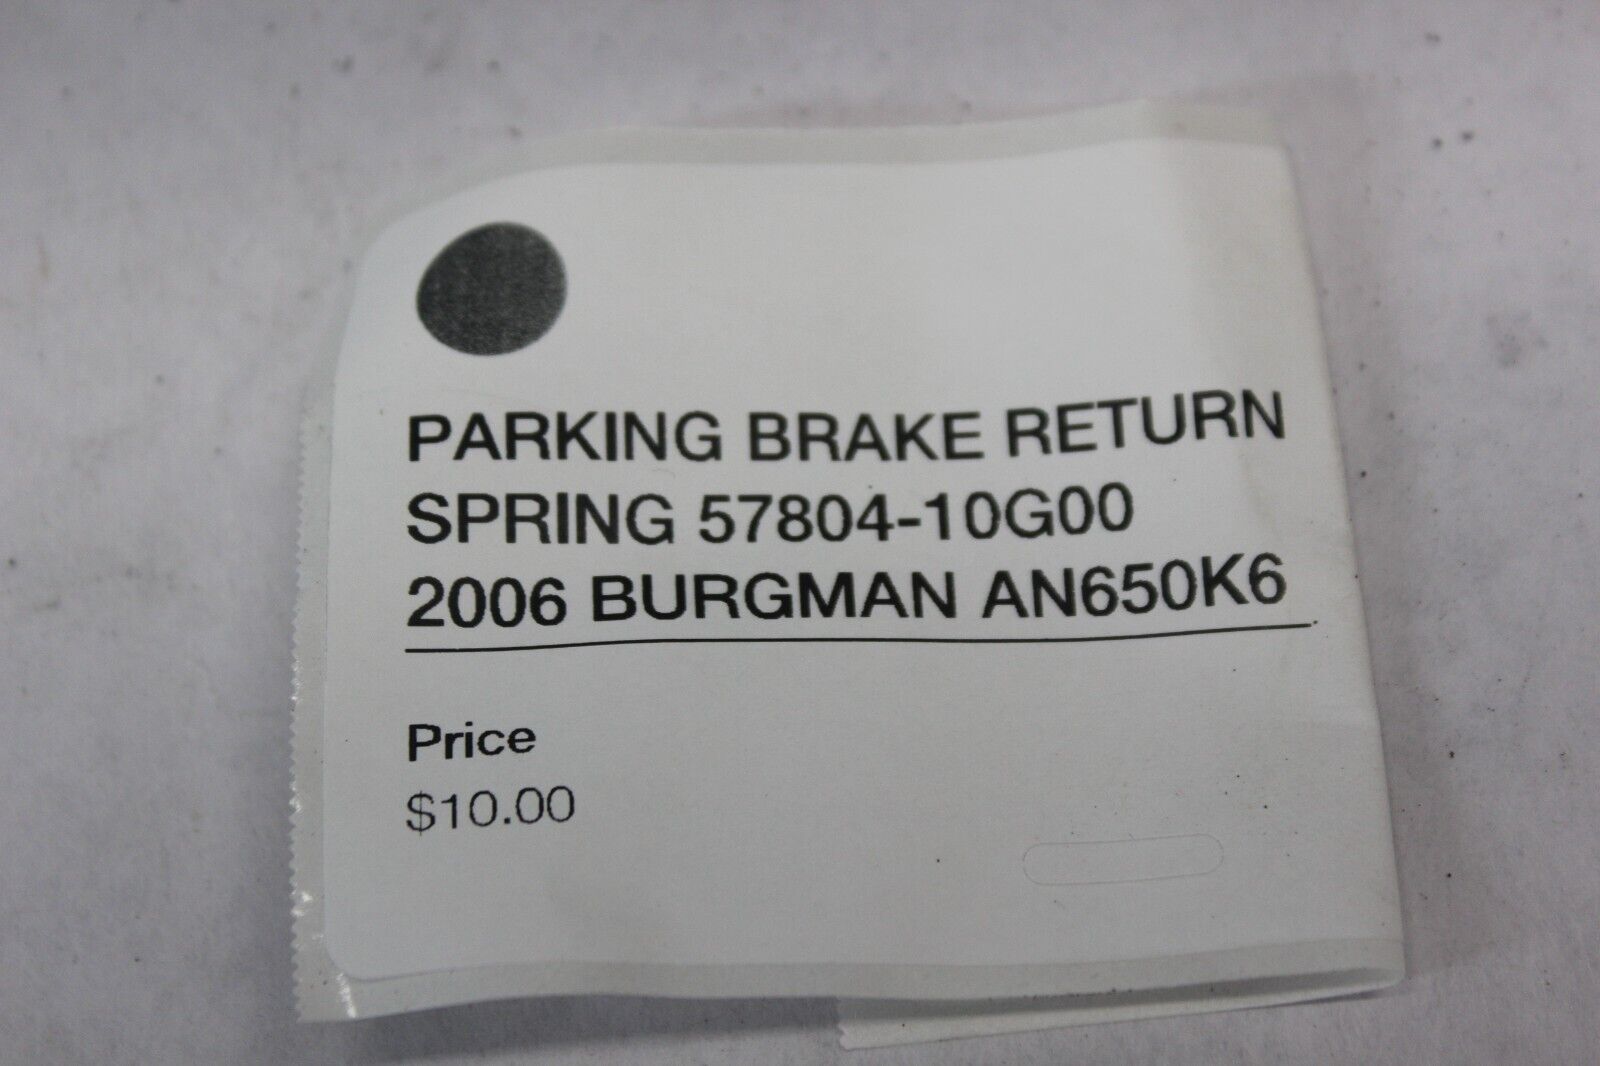 PARKING BRAKE RETURN
SPRING 57804-10G00
2006 BURGMAN AN650K6
Price
$10.00